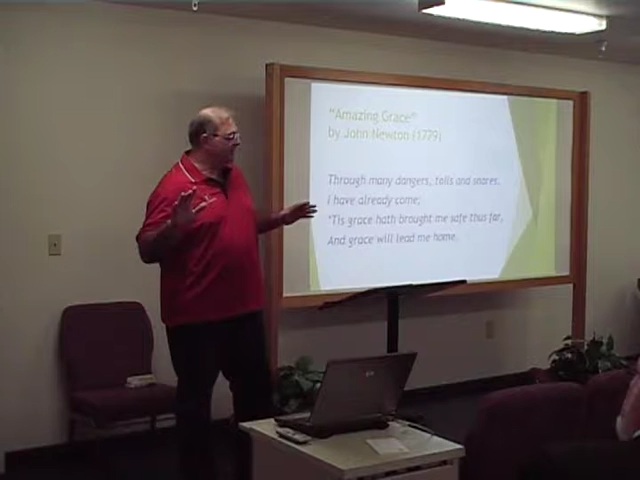 "Amazing Grace"
by John Newton (1779)
Through many dangers, toils and snares,
I have already come;
'Tis grace hath brought me safe thus far,
And grace will lead me home.